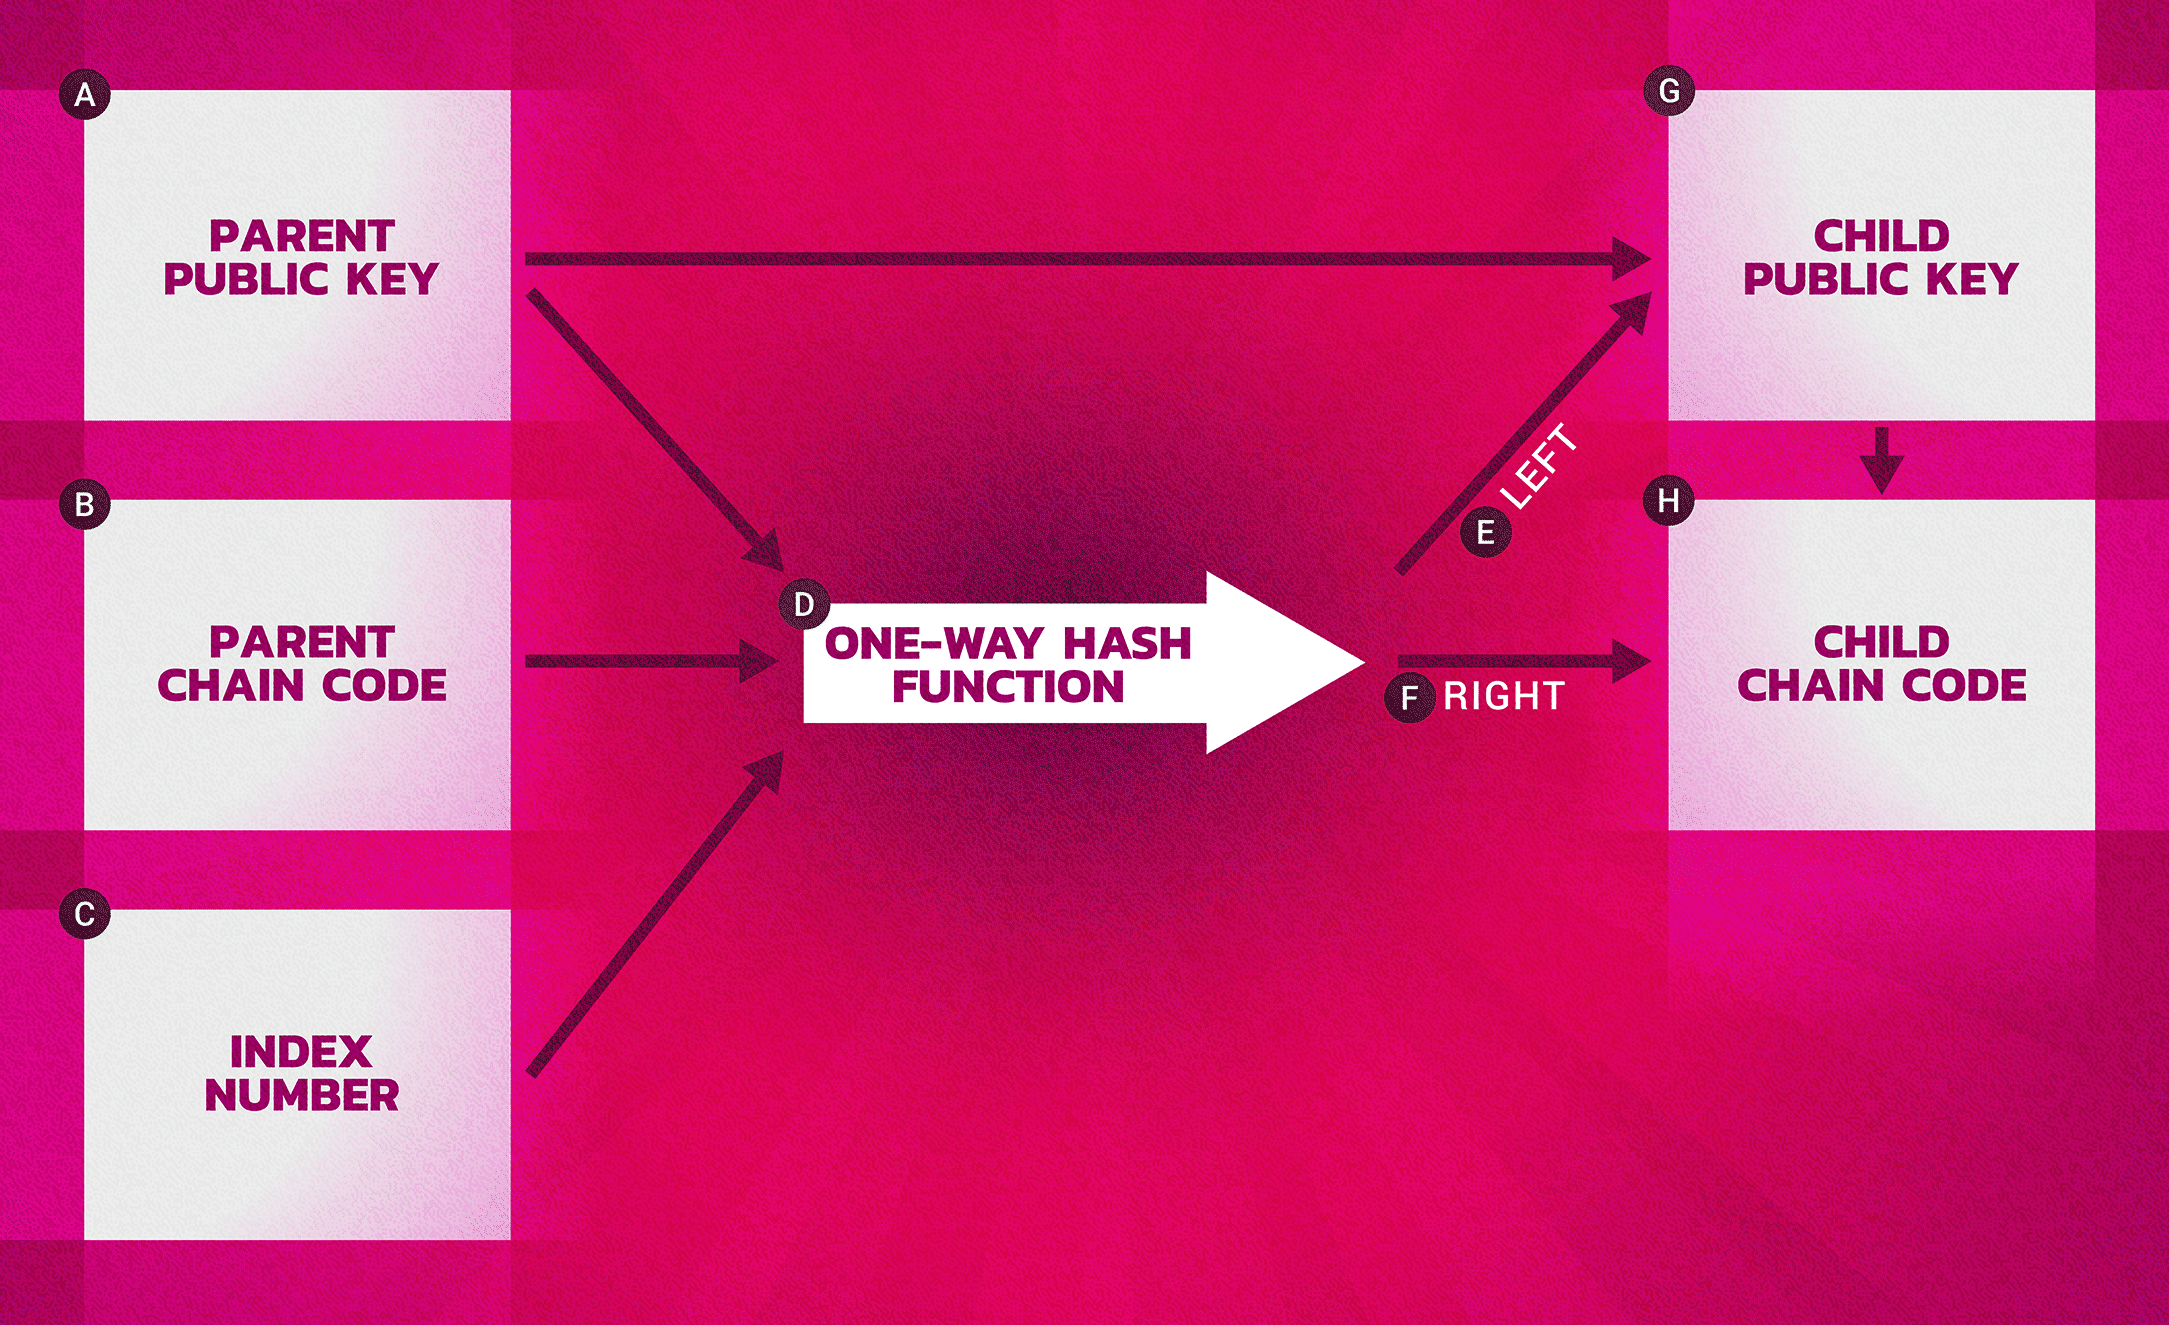 A
PARENT
PUBLIC KEY
B
PARENT
CHAIN CODE
C
INDEX
NUMBER
D
ONE-WAY HASH
FUNCTION
E LEFT
F RIGHT
G
CHILD
PUBLIC KEY
H
CHILD
CHAIN CODE